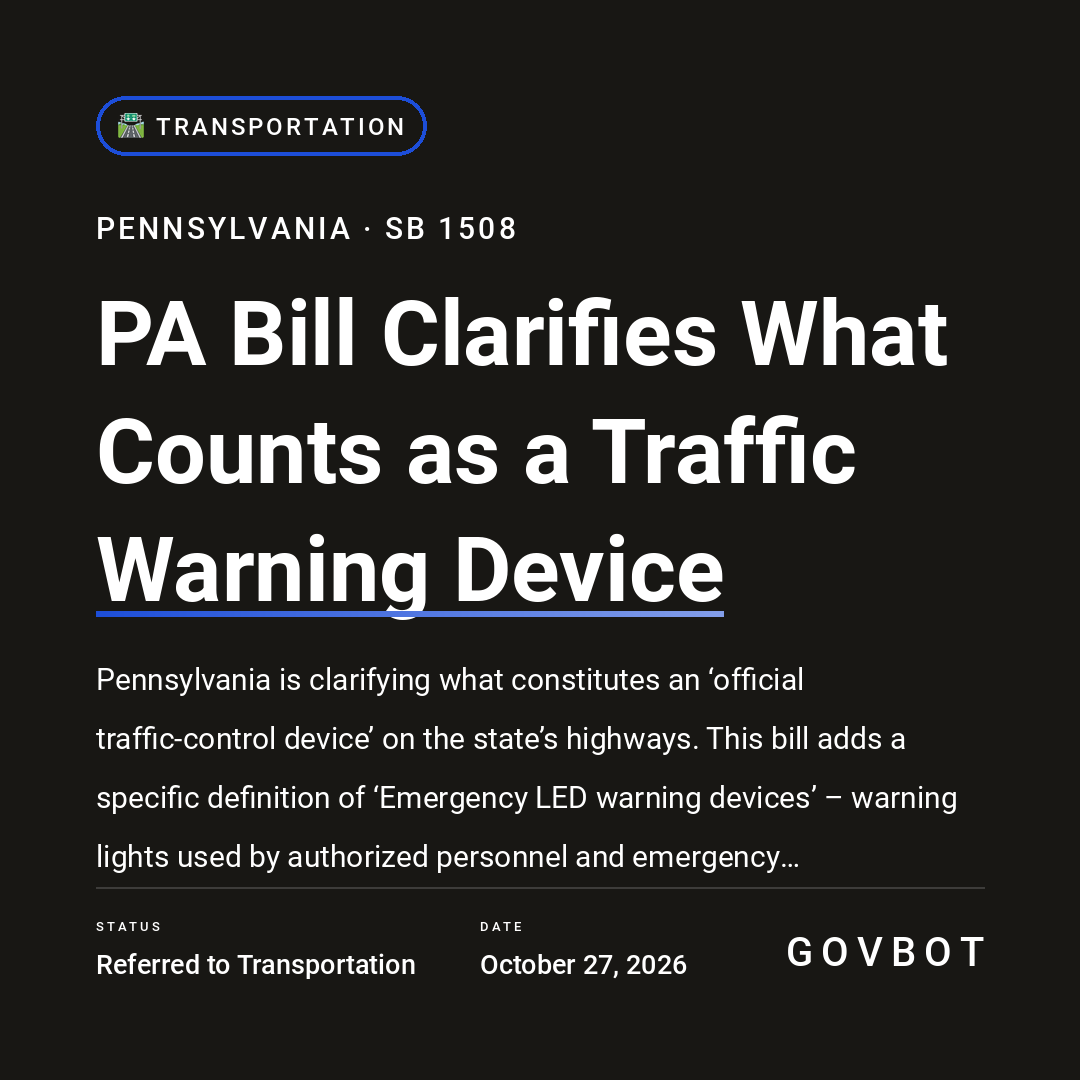 TRANSPORTATION
PENNSYLVANIA · SB 1508
PA Bill Clarifies What
Counts as a Traffic
Warning Device
Pennsylvania is clarifying what constitutes an ‘official
traffic-control device’ on the state’s highways. This bill adds a
specific definition of ‘Emergency LED warning devices’ – warning
lights used by authorized personnel and emergency…
STATUS
Referred to Transportation
DATE
October 27, 2026
GOVBOT